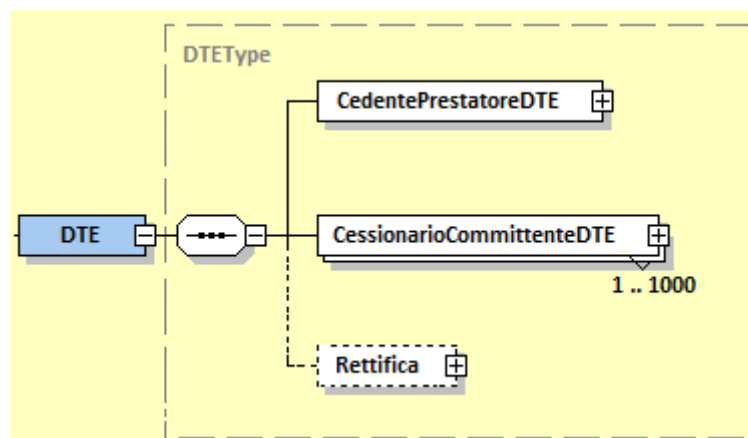 DTEType
CedentePrestatoreDTE
DTE
CessionarioCommittenteDTE
1 .. 1000
Rettifica